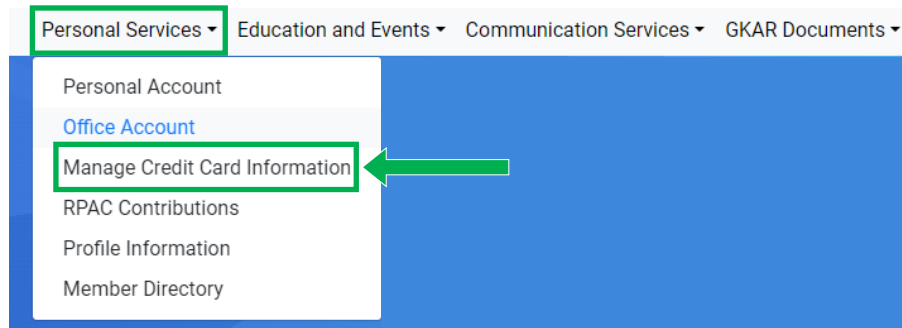 Personal Services Education and Events Communication Services GKAR Documents
Personal Account
Office Account
Manage Credit Card Information
RPAC Contributions
Profile Information
Member Directory